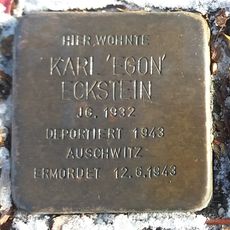 HIER WOHNTE
KARL 'EGON'
ECKSTEIN
JG. 1932
DEPORTIERT 1943
AUSCHWITZ
ERMORDET 12.6.1943